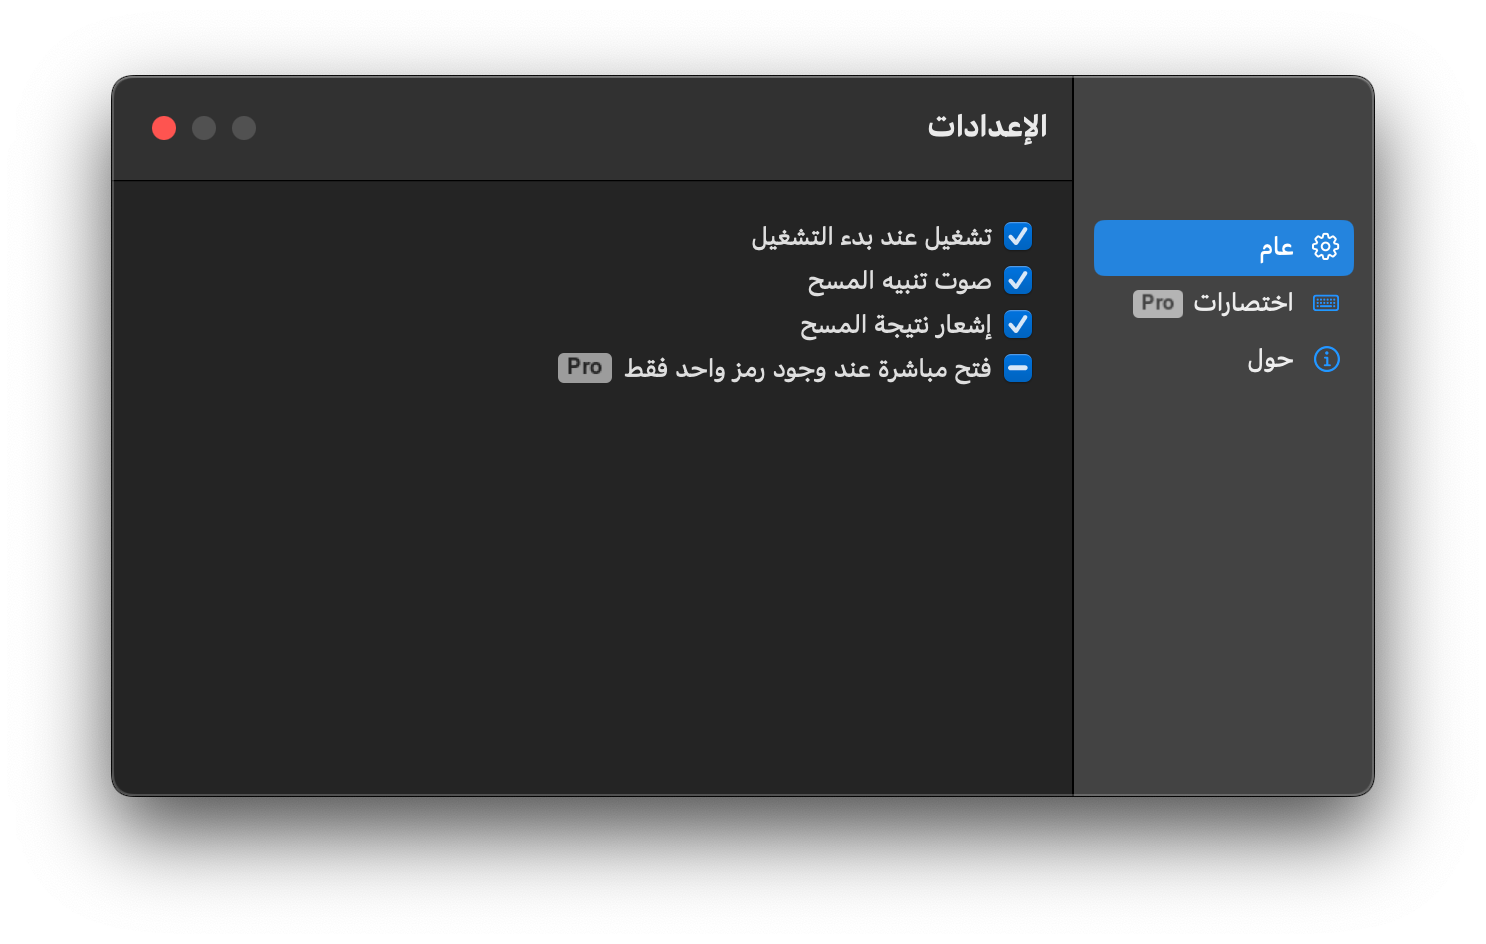 الإعدادات
عام
اختصارات Pro
حول
تشغيل عند بدء التشغيل
صوت تنبيه المسح
إشعار نتيجة المسح
فتح مباشرة عند وجود رمز واحد فقط Pro